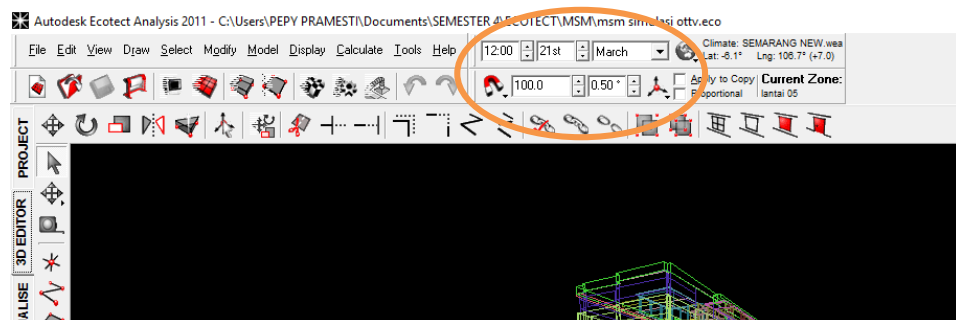 Autodesk Ecotect Analysis 2011 - C:\Users\PEPY PRAMESTI\Documents\SEMESTER 4\ECOTECT\MSM\msm simulasi ottv.eco
File Edit View Draw Select Modify Model Display Calculate Tools Help
12:00 21st March
Climate: SEMARANG NEW.wea
Lat: -6.1° Lng: 106.7° (+7.0)
100.0 0.50 °
Apply to Copy
Proportional
Current Zone:
lantai 05
PROJECT
3D EDITOR
ALISE